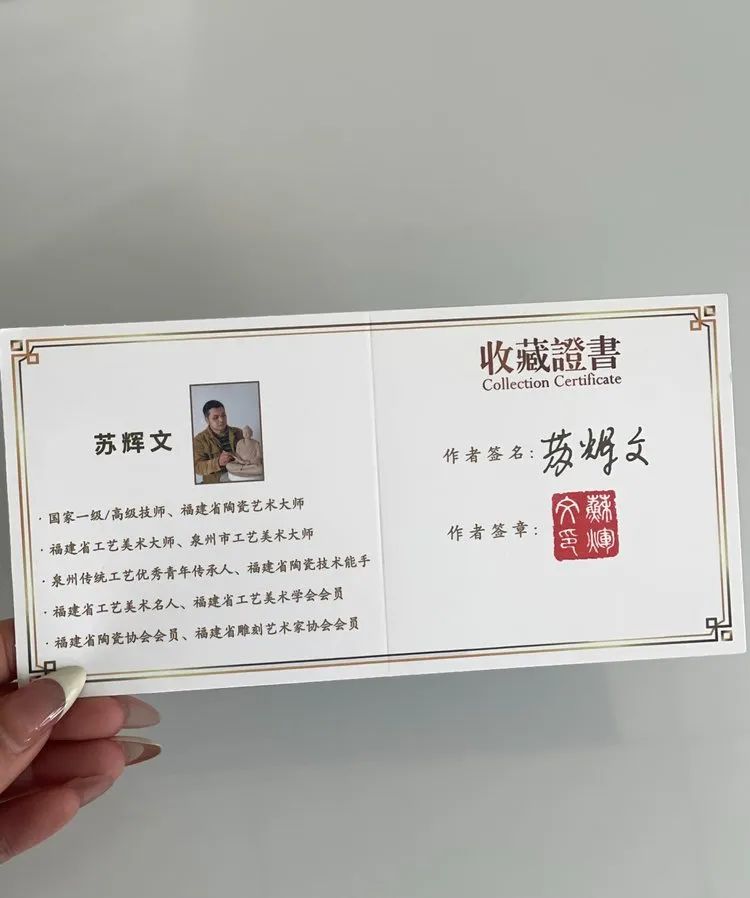 苏辉文
·国家一级/高级技师、福建省陶瓷艺术大师
·福建省工艺美术大师、泉州市工艺美术大师
·泉州传统工艺优秀青年传承人、福建省陶瓷技术能手
·福建省工艺美术名人、福建省工艺美术学会会员
·福建省陶瓷协会会员、福建省雕刻艺术家协会会员
收藏證書
Collection Certificate
作者签名:苏辉文
作者签章:
蘇輝文印